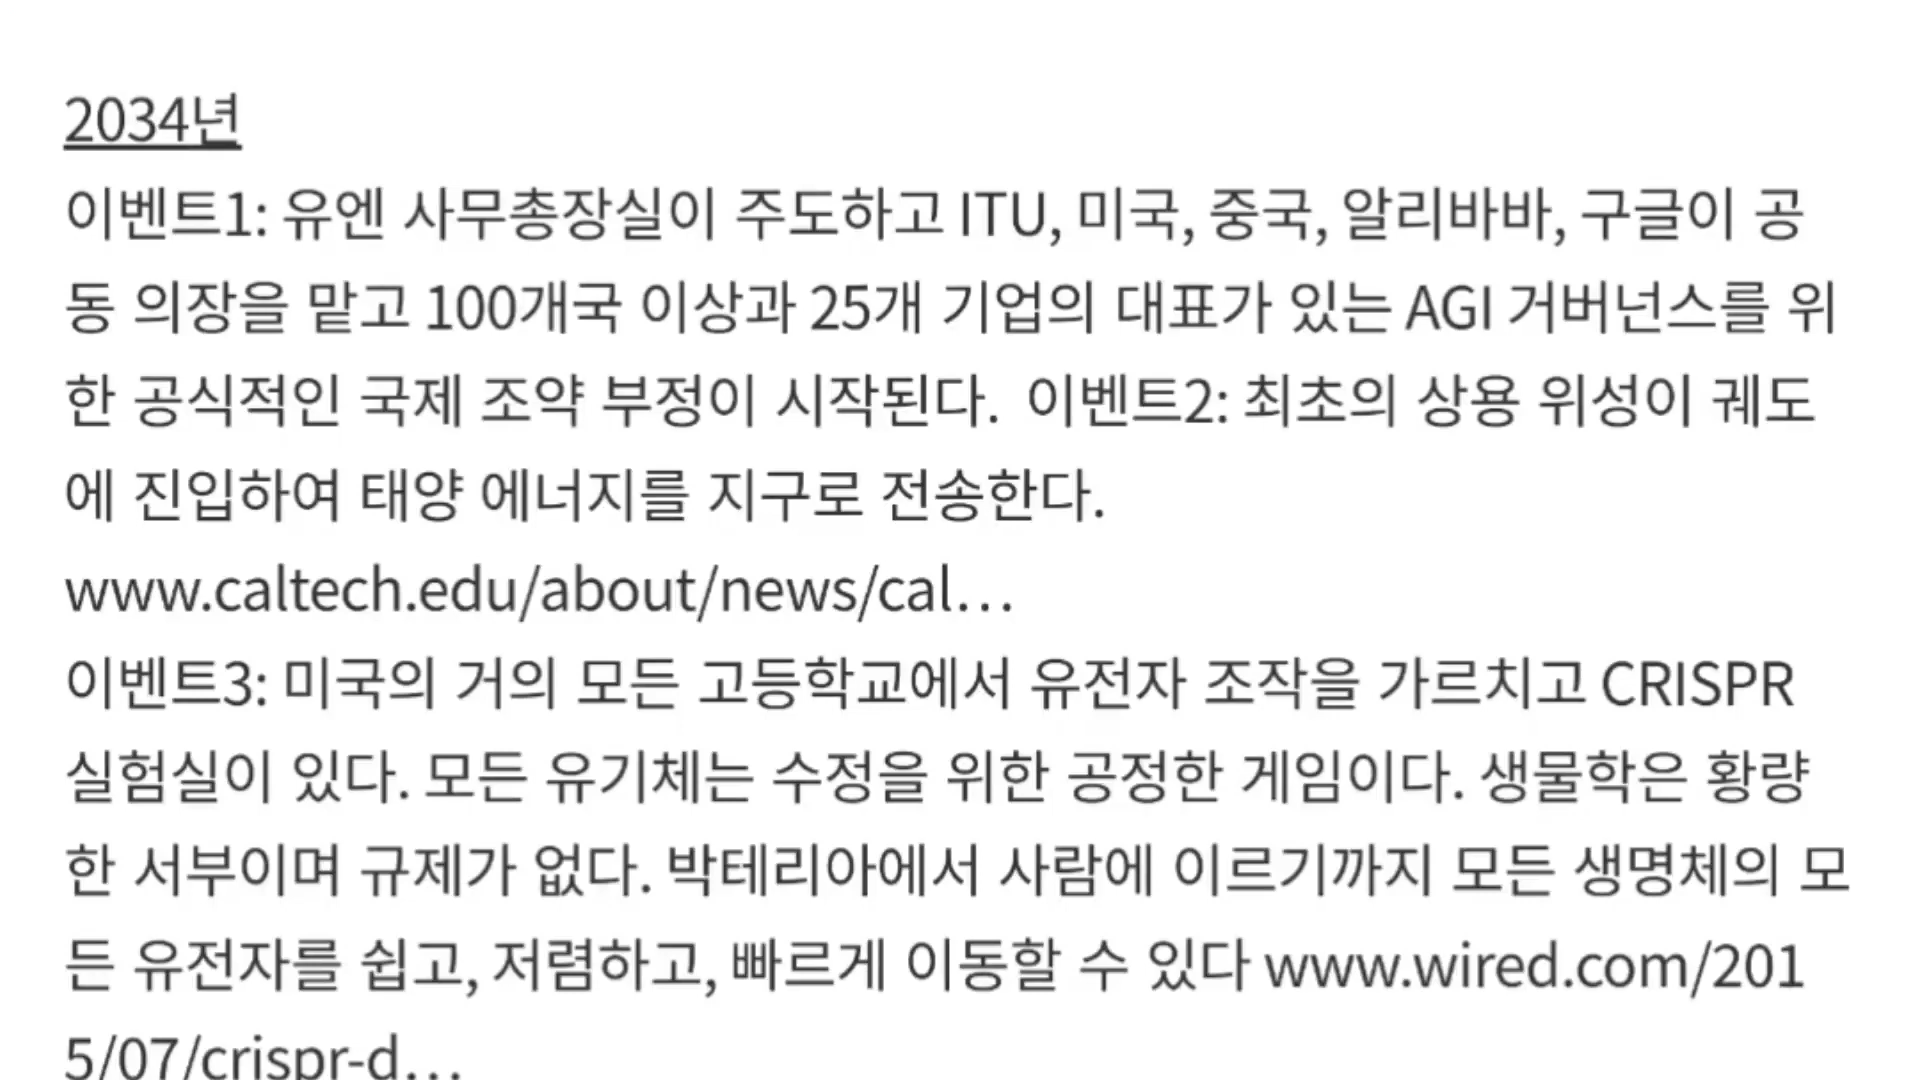 2034년
이벤트1: 유엔 사무총장실이 주도하고 ITU, 미국, 중국, 알리바바, 구글이 공
동 의장을 맡고 100개국 이상과 25개 기업의 대표가 있는 AGI 거버넌스를 위
한 공식적인 국제 조약 부정이 시작된다. 이벤트2: 최초의 상용 위성이 궤도
에 진입하여 태양 에너지를 지구로 전송한다.
www.caltech.edu/about/news/cal...
이벤트3: 미국의 거의 모든 고등학교에서 유전자 조작을 가르치고 CRISPR
실험실이 있다. 모든 유기체는 수정을 위한 공정한 게임이다. 생물학은 황량
한 서부이며 규제가 없다. 박테리아에서 사람에 이르기까지 모든 생명체의 모
든 유전자를 쉽고, 저렴하고, 빠르게 이동할 수 있다 www.wired.com/201
5/07/crispr-d...